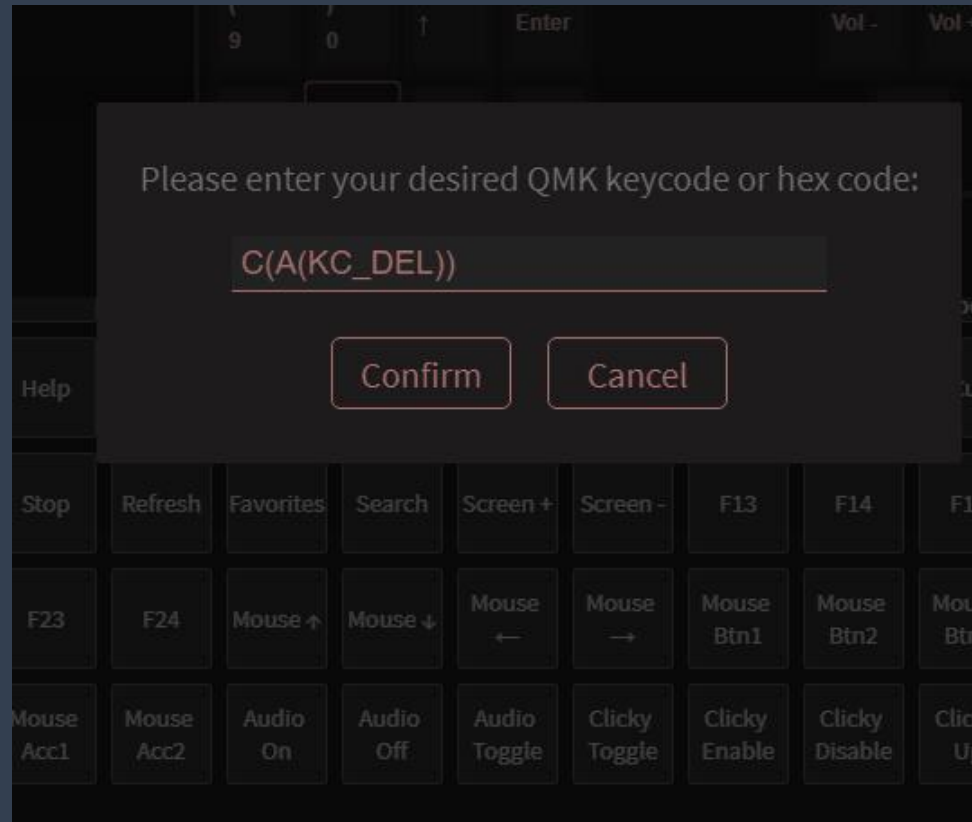 9 0 ↑ Enter Vol - Vol
Please enter your desired QMK keycode or hex code:
C(A(KC_DEL))
Confirm Cancel
Help
Stop Refresh Favorites Search Screen + Screen - F13 F14
F23 F24 Mouse ↑ Mouse ↓ Mouse ← Mouse → Mouse Btn1 Mouse Btn2
Mouse Acc1 Mouse Acc2 Audio On Audio Off Audio Toggle Clicky Toggle Clicky Enable Clicky Disable